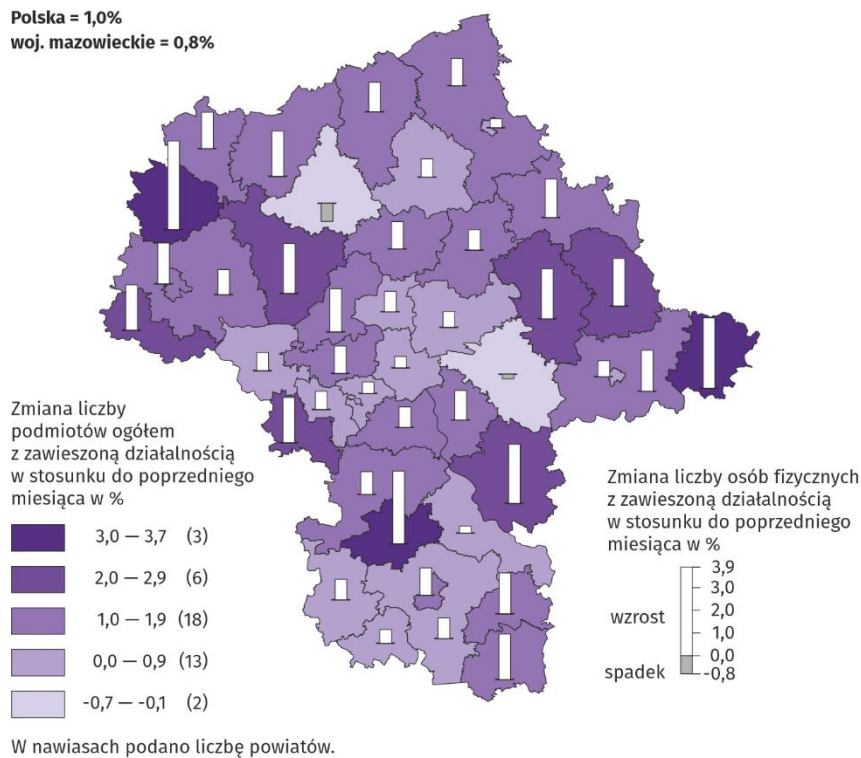 Polska = 1,0%
woj. mazowieckie = 0,8%
Zmiana liczby
podmiotów ogółem
z zawieszoną działalnością
w stosunku do poprzedniego
miesiąca w %
3,0 — 3,7 (3)
2,0 — 2,9 (6)
1,0 — 1,9 (18)
0,0 — 0,9 (13)
-0,7 — -0,1 (2)
Zmiana liczby osób fizycznych
z zawieszoną działalnością
w stosunku do poprzedniego
miesiąca w %
3,9
3,0
2,0
wzrost
1,0
0,0
spadek
-0,8
W nawiasach podano liczbę powiatów.